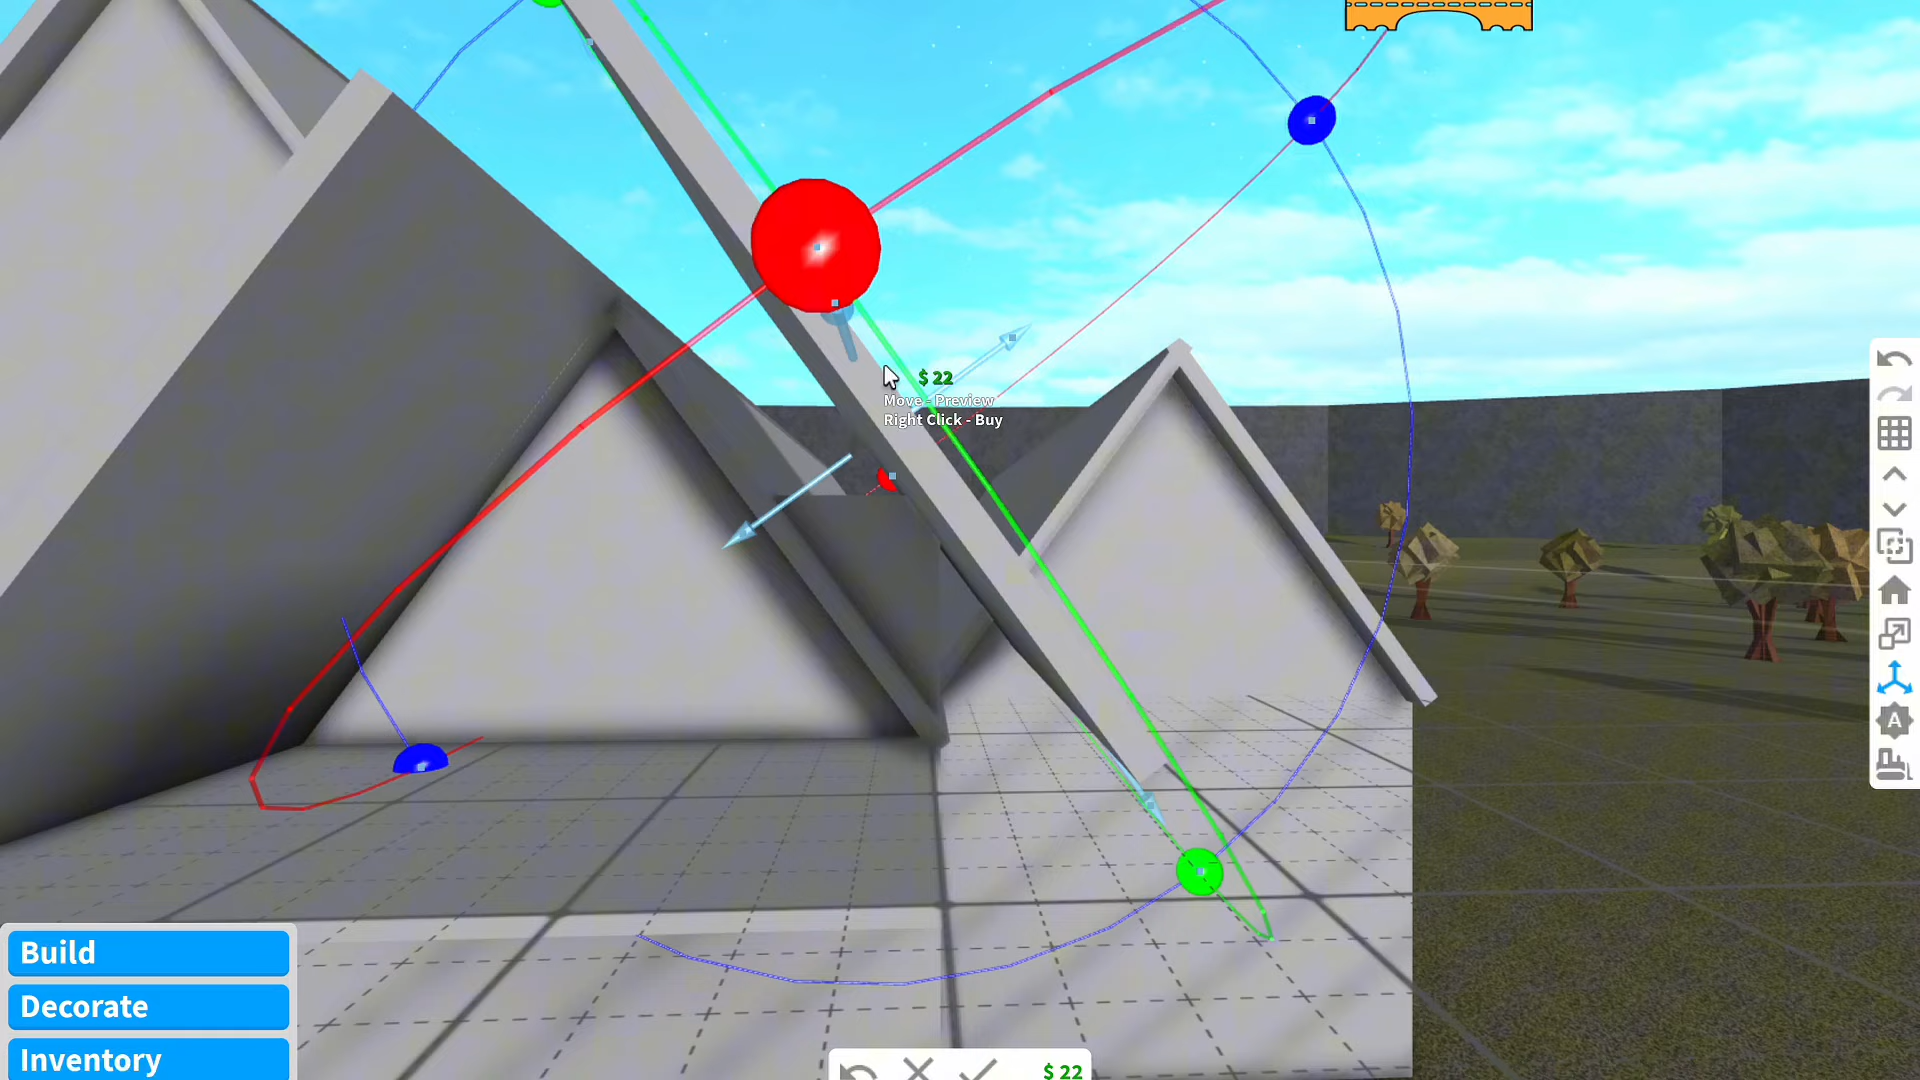 $ 22
Move - Preview
Right Click - Buy
A
Build
Decorate
Inventory
$ 22